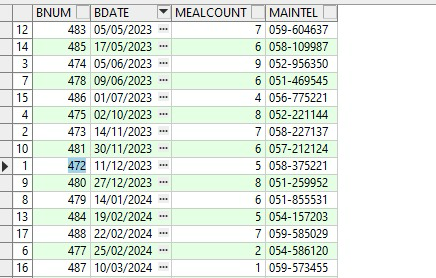 BNUM BDATE MEALCOUNT MAINTEL
12 483 05/05/2023 ... 7 059-604637
14 485 17/05/2023 ... 6 058-109987
3 474 05/06/2023 ... 9 052-956350
7 478 09/06/2023 ... 6 051-469545
15 486 01/07/2023 ... 4 056-775221
4 475 02/10/2023 ... 8 052-221144
2 473 14/11/2023 ... 7 058-227137
10 481 30/11/2023 ... 6 057-212124
1 472 11/12/2023 ... 5 058-375221
9 480 27/12/2023 ... 8 051-259952
8 479 14/01/2024 ... 6 051-855531
13 484 19/02/2024 ... 5 054-157203
17 488 22/02/2024 ... 7 059-585029
6 477 25/02/2024 ... 2 054-586120
16 487 10/03/2024 ... 1 059-573455